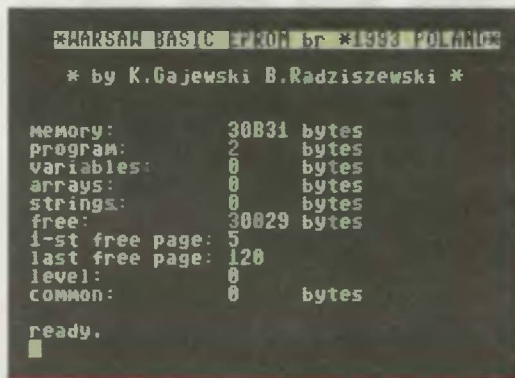 *WARSAW BASIC EPROM br *1993 POLAND*
* by K.Gajewski B.Radziszewski *
memory: 30831 bytes
program: 2 bytes
variables: 0 bytes
arrays: 0 bytes
strings: 0 bytes
free: 30829 bytes
1-st free page: 5
last free page: 120
level: 0
common: 0 bytes
ready.